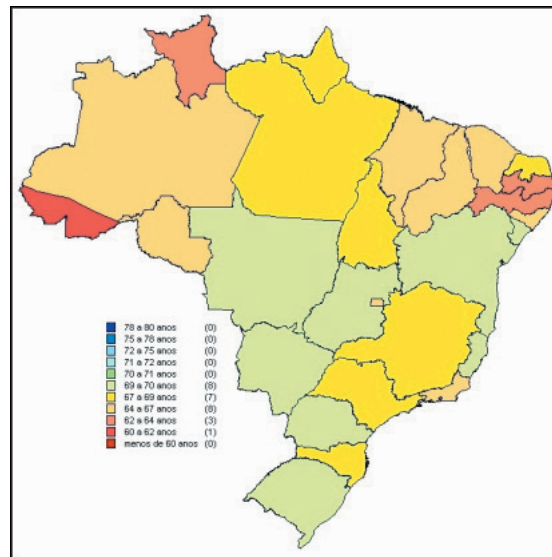 78 a 80 anos (0)
75 a 78 anos (0)
72 a 75 anos (0)
71 a 72 anos (0)
70 a 71 anos (0)
69 a 70 anos (8)
67 a 69 anos (7)
64 a 67 anos (8)
62 a 64 anos (3)
60 a 62 anos (1)
menos de 60 anos (0)